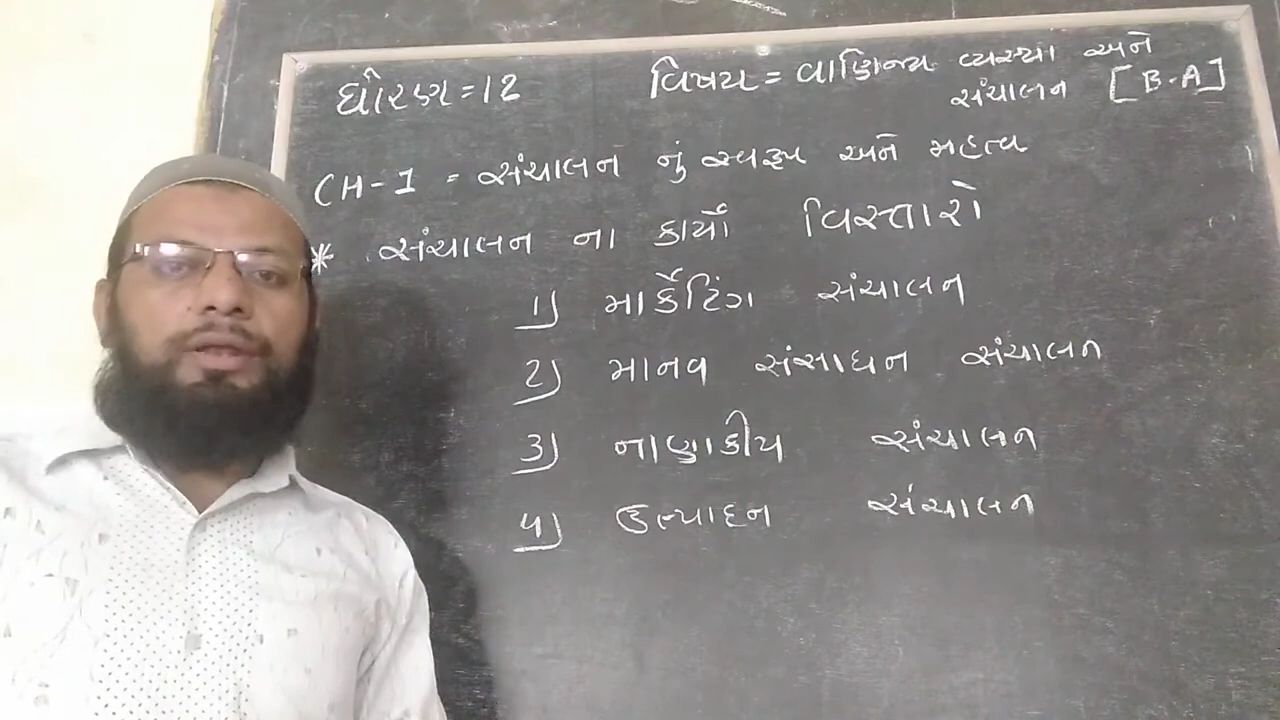 ધોરણ = 12 વિષય = વાણિજ્ય વ્યવસ્થા અને
સંચાલન [B.A]
CH-1 = સંચાલન નું સ્વરૂપ અને મહત્વ
* સંચાલન ના કાર્યો વિસ્તારો
1) માર્કેટિંગ સંચાલન
2) માનવ સંસાધન સંચાલન
3) નાણાકીય સંચાલન
૪) ઉત્પાદન સંચાલન